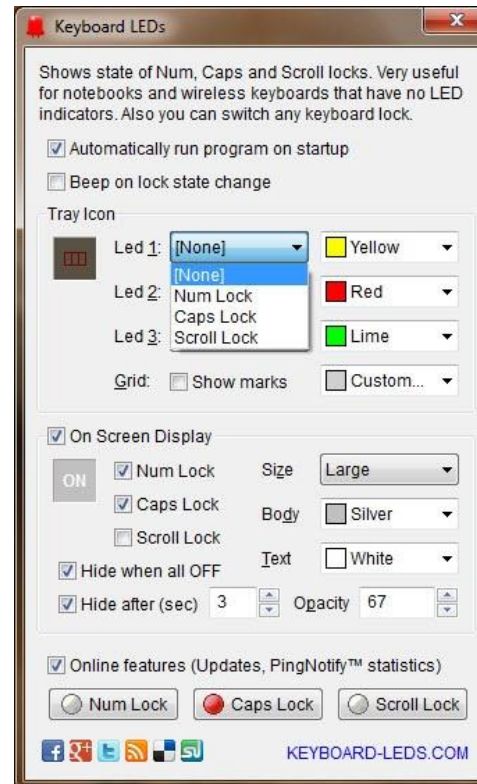 Keyboard LEDs
Shows state of Num, Caps and Scroll locks. Very useful
for notebooks and wireless keyboards that have no LED
indicators. Also you can switch any keyboard lock.
Automatically run program on startup
Beep on lock state change
Tray Icon
Led 1: [None] Yellow
[None]
Led 2: Num Lock Red
Caps Lock
Led 3: Scroll Lock Lime
Grid: Show marks Custom...
On Screen Display
ON Num Lock Size Large
Caps Lock Body Silver
Scroll Lock
Hide when all OFF Text White
Hide after (sec) 3 Opacity 67
Online features (Updates, PingNotify™ statistics)
Num Lock Caps Lock Scroll Lock
KEYBOARD-LEDS.COM